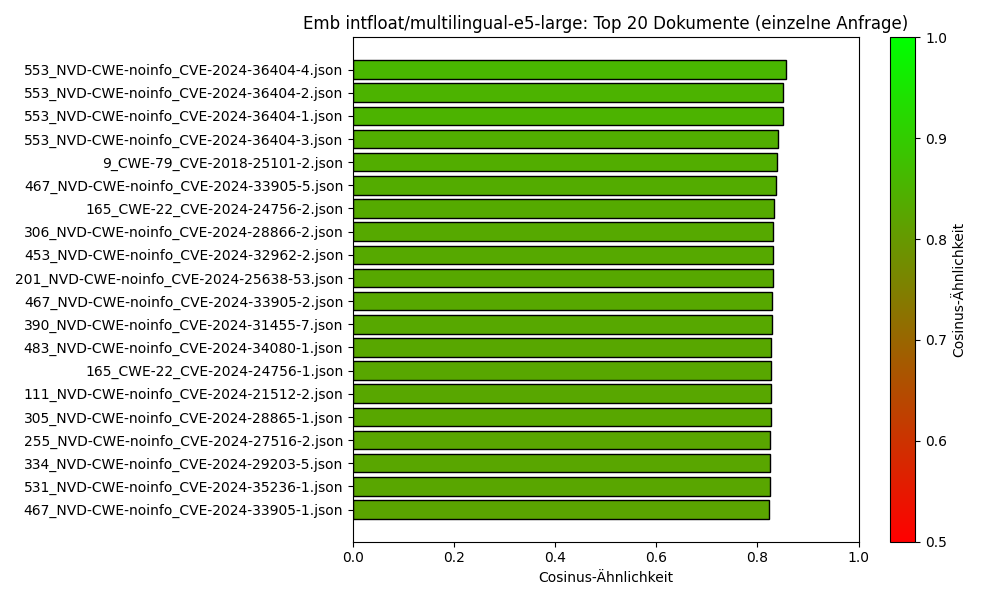 Emb intfloat/multilingual-e5-large: Top 20 Dokumente (einzelne Anfrage)
553_NVD-CWE-noinfo_CVE-2024-36404-4.json
553_NVD-CWE-noinfo_CVE-2024-36404-2.json
553_NVD-CWE-noinfo_CVE-2024-36404-1.json
553_NVD-CWE-noinfo_CVE-2024-36404-3.json
9_CWE-79_CVE-2018-25101-2.json
467_NVD-CWE-noinfo_CVE-2024-33905-5.json
165_CWE-22_CVE-2024-24756-2.json
306_NVD-CWE-noinfo_CVE-2024-28866-2.json
453_NVD-CWE-noinfo_CVE-2024-32962-2.json
201_NVD-CWE-noinfo_CVE-2024-25638-53.json
467_NVD-CWE-noinfo_CVE-2024-33905-2.json
390_NVD-CWE-noinfo_CVE-2024-31455-7.json
483_NVD-CWE-noinfo_CVE-2024-34080-1.json
165_CWE-22_CVE-2024-24756-1.json
111_NVD-CWE-noinfo_CVE-2024-21512-2.json
305_NVD-CWE-noinfo_CVE-2024-28865-1.json
255_NVD-CWE-noinfo_CVE-2024-27516-2.json
334_NVD-CWE-noinfo_CVE-2024-29203-5.json
531_NVD-CWE-noinfo_CVE-2024-35236-1.json
467_NVD-CWE-noinfo_CVE-2024-33905-1.json
0.0 0.2 0.4 0.6 0.8 1.0
Cosinus-Ähnlichkeit
1.0
0.9
0.8
0.7
0.6
0.5
Cosinus-Ähnlichkeit